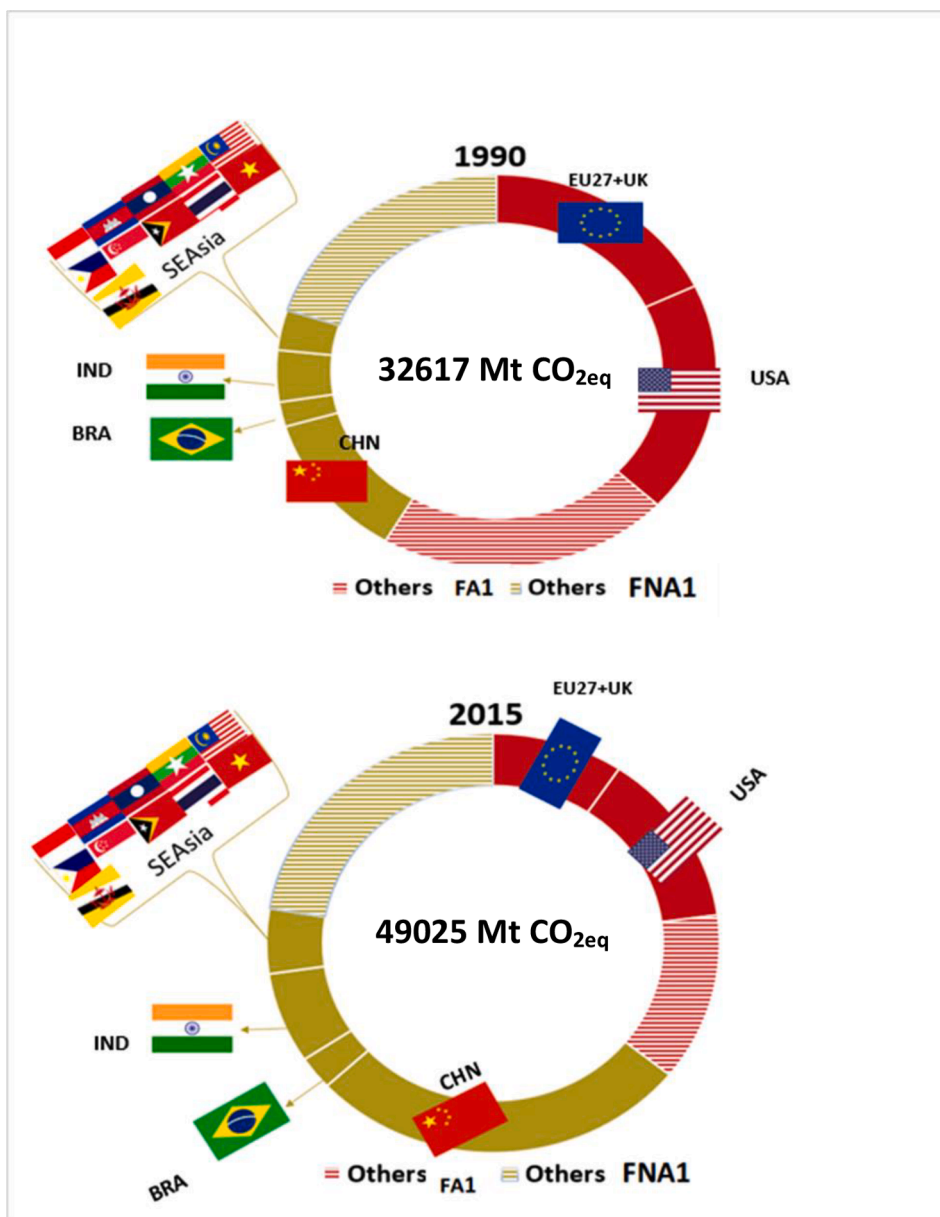 1990
EU27+UK
SEAsia
IND
32617 Mt CO2eq
USA
BRA
CHN
Others FA1 Others FNA1
EU27+UK
2015
USA
SEAsia
49025 Mt CO2eq
IND
CHN
BRA
Others FA1 Others FNA1